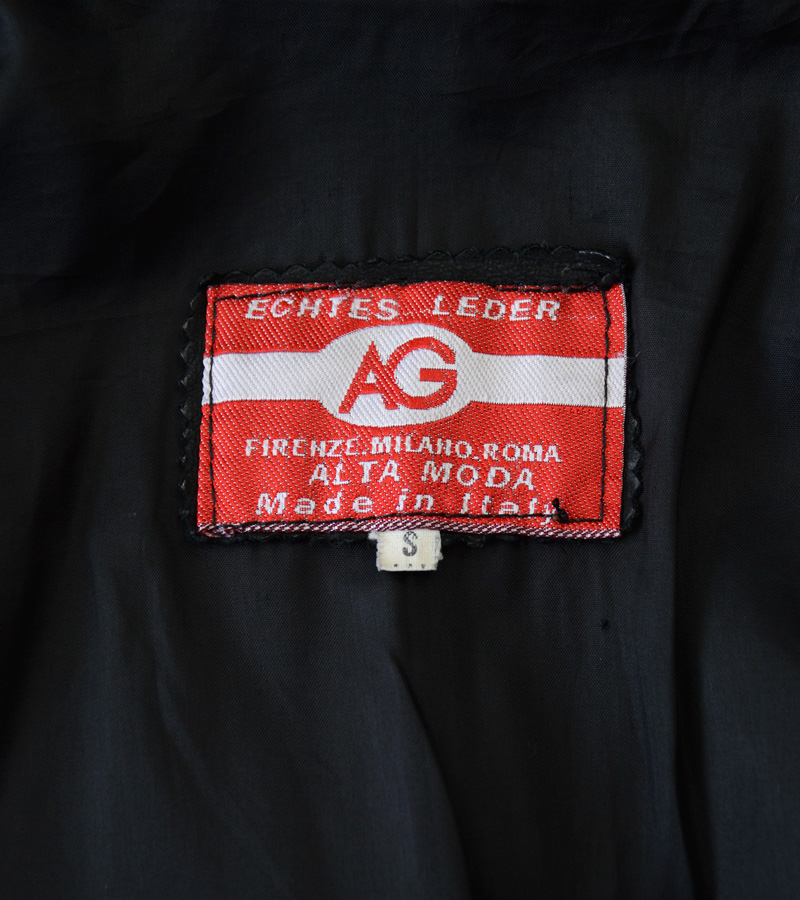 ECHTES LEDER
AG
FIRENZE.MILANO.ROMA
ALTA MODA
Made in Italy
S